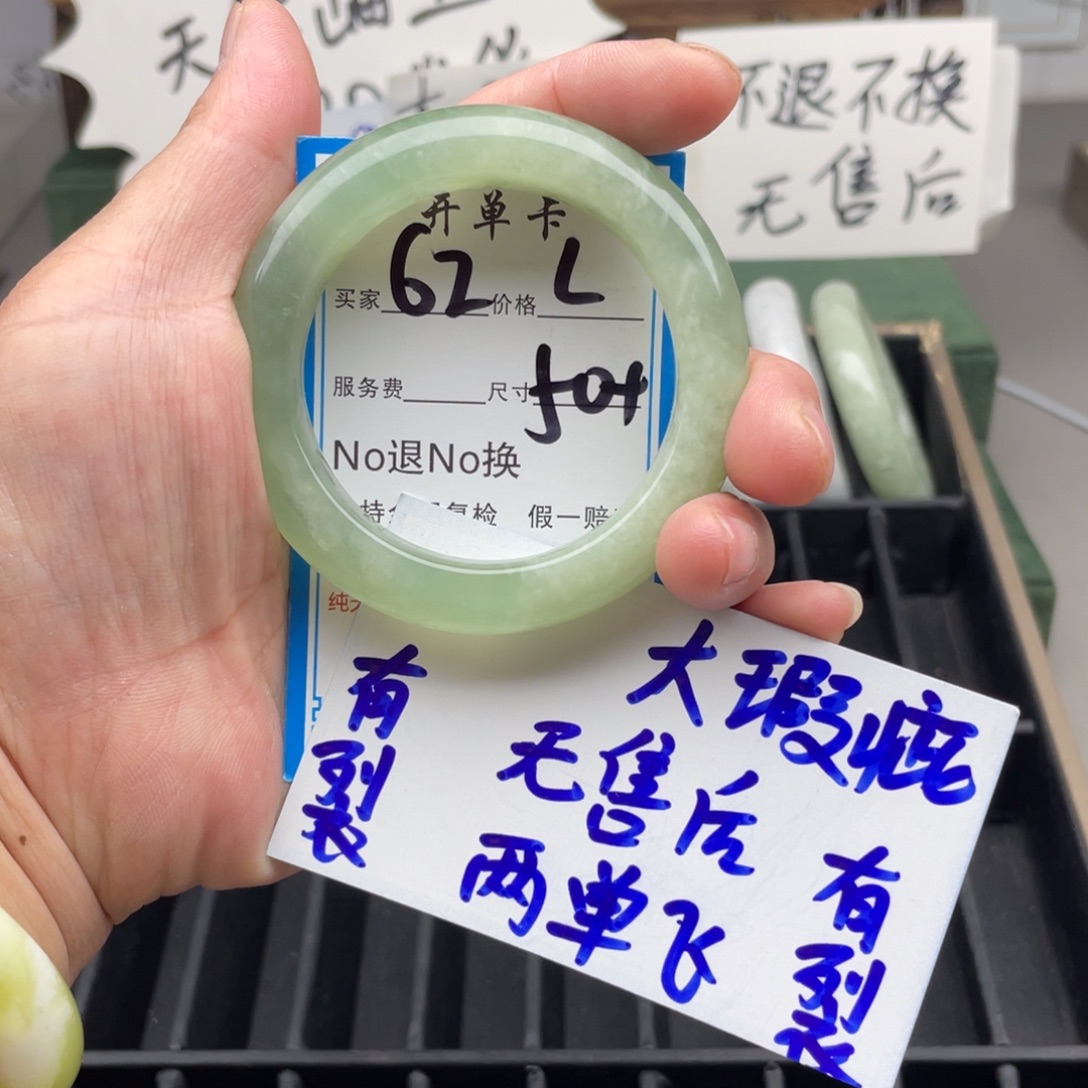 不退不换
无售后
开单卡
买家 62 价格 L
服务费 尺寸 50+
No退No换
假一赔
有裂
大瑕疵
无售后
两单飞
有裂